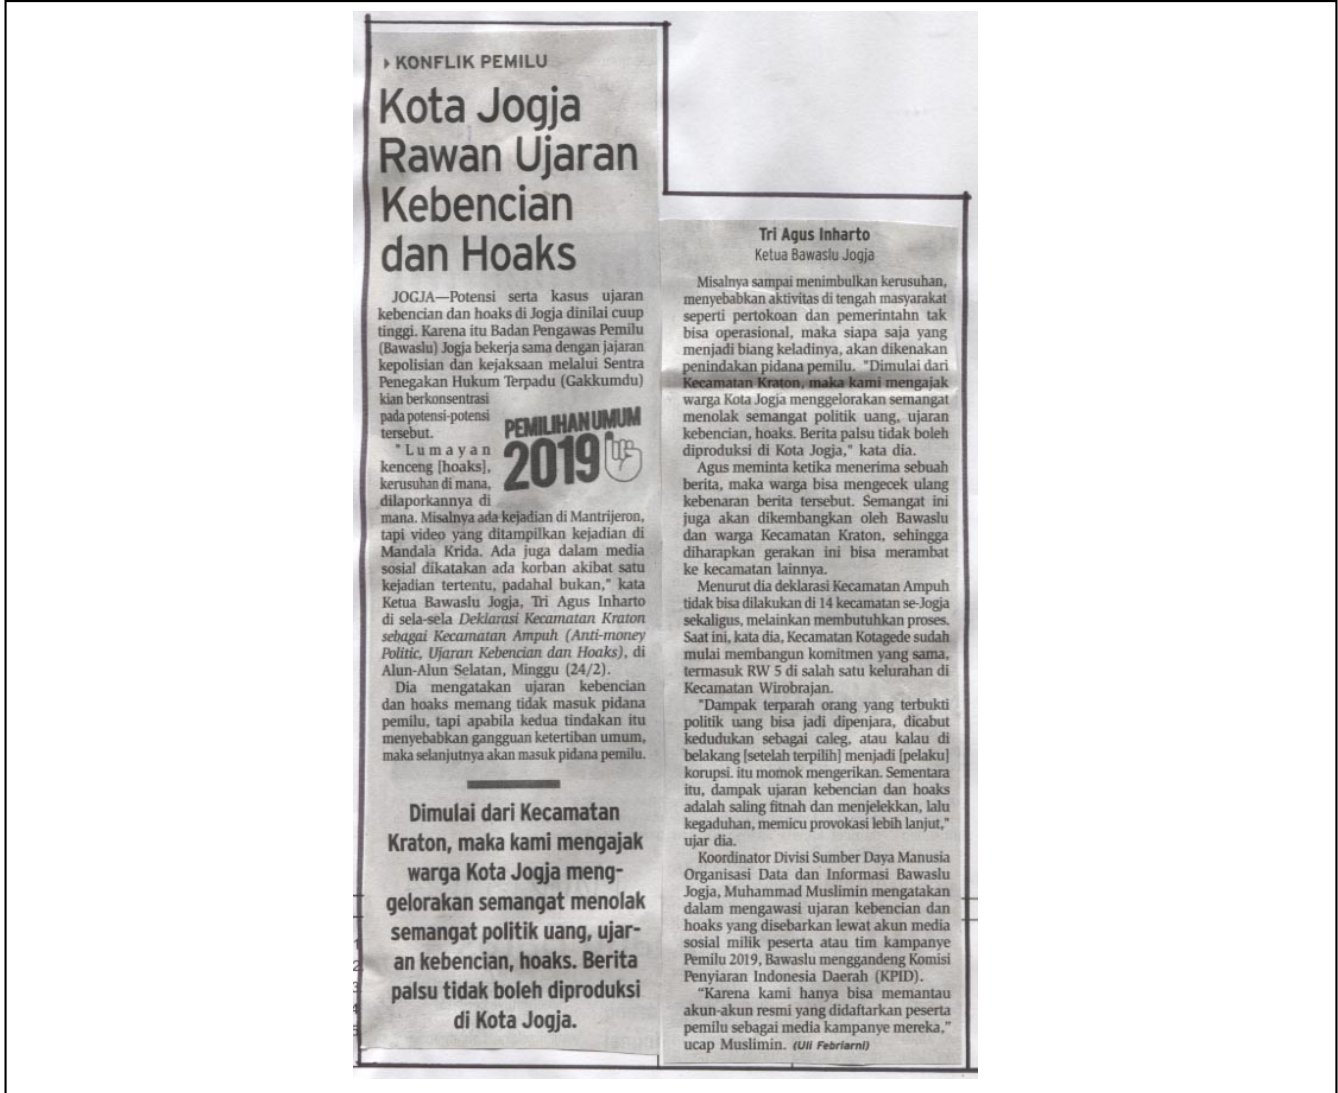 KONFLIK PEMILU
Kota Jogja
Rawan Ujaran
Kebencian
dan Hoaks
JOGJA—Potensi serta kasus ujaran
kebencian dan hoaks di Jogja dinilai cuup
tinggi. Karena itu Badan Pengawas Pemilu
(Bawaslu) Jogja bekerja sama dengan jajaran
kepolisian dan kejaksaan melalui Sentra
Penegakan Hukum Terpadu (Gakkumdu)
kian berkonsentrasi
pada potensi-potensi
tersebut.
"Lumayan
kenceng [hoaks],
kerusuhan di mana,
dilaporkannya di
PEMILIHAN UMUM
2019
mana. Misalnya ada kejadian di Mantrijeron,
tapi video yang ditampilkan kejadian di
Mandala Krida. Ada juga dalam media
sosial dikatakan ada korban akibat satu
kejadian tertentu, padahal bukan," kata
Ketua Bawaslu Jogja, Tri Agus Inharto
di sela-sela Deklarasi Kecamatan Kraton
sebagai Kecamatan Ampuh (Anti-money
Politic, Ujaran Kebencian dan Hoaks), di
Alun-Alun Selatan, Minggu (24/2).
Dia mengatakan ujaran kebencian
dan hoaks memang tidak masuk pidana
pemilu, tapi apabila kedua tindakan itu
menyebabkan gangguan ketertiban umum,
maka selanjutnya akan masuk pidana pemilu.
Dimulai dari Kecamatan
Kraton, maka kami mengajak
warga Kota Jogja meng-
gelorakan semangat menolak
semangat politik uang, ujar-
an kebencian, hoaks. Berita
palsu tidak boleh diproduksi
di Kota Jogja.
Tri Agus Inharto
Ketua Bawaslu Jogja
Misalnya sampai menimbulkan kerusuhan,
menyebabkan aktivitas di tengah masyarakat
seperti pertokoan dan pemerintahn tak
bisa operasional, maka siapa saja yang
menjadi biang keladinya, akan dikenakan
penindakan pidana pemilu. "Dimulai dari
Kecamatan Kraton, maka kami mengajak
warga Kota Jogja menggelorakan semangat
menolak semangat politik uang, ujaran
kebencian, hoaks. Berita palsu tidak boleh
diproduksi di Kota Jogja," kata dia.
Agus meminta ketika menerima sebuah
berita, maka warga bisa mengecek ulang
kebenaran berita tersebut. Semangat ini
juga akan dikembangkan oleh Bawaslu
dan warga Kecamatan Kraton, sehingga
diharapkan gerakan ini bisa merambat
ke kecamatan lainnya.
Menurut dia deklarasi Kecamatan Ampuh
tidak bisa dilakukan di 14 kecamatan se-Jogja
sekaligus, melainkan membutuhkan proses.
Saat ini, kata dia, Kecamatan Kotagede sudah
mulai membangun komitmen yang sama,
termasuk RW 5 di salah satu kelurahan di
Kecamatan Wirobrajan.
"Dampak terparah orang yang terbukti
politik uang bisa jadi dipenjara, dicabut
kedudukan sebagai caleg, atau kalau di
belakang [setelah terpilih] menjadi [pelaku]
korupsi. itu momok mengerikan. Sementara
itu, dampak ujaran kebencian dan hoaks
adalah saling fitnah dan menjelekkan, lalu
kegaduhan, memicu provokasi lebih lanjut,"
ujar dia.
Koordinator Divisi Sumber Daya Manusia
Organisasi Data dan Informasi Bawaslu
Jogja, Muhammad Muslimin mengatakan
dalam mengawasi ujaran kebencian dan
hoaks yang disebarkan lewat akun media
sosial milik peserta atau tim kampanye
Pemilu 2019, Bawaslu menggandeng Komisi
Penyiaran Indonesia Daerah (KPID).
"Karena kami hanya bisa memantau
akun-akun resmi yang didaftarkan peserta
pemilu sebagai media kampanye mereka,"
ucap Muslimin. (Uli Febriarni)